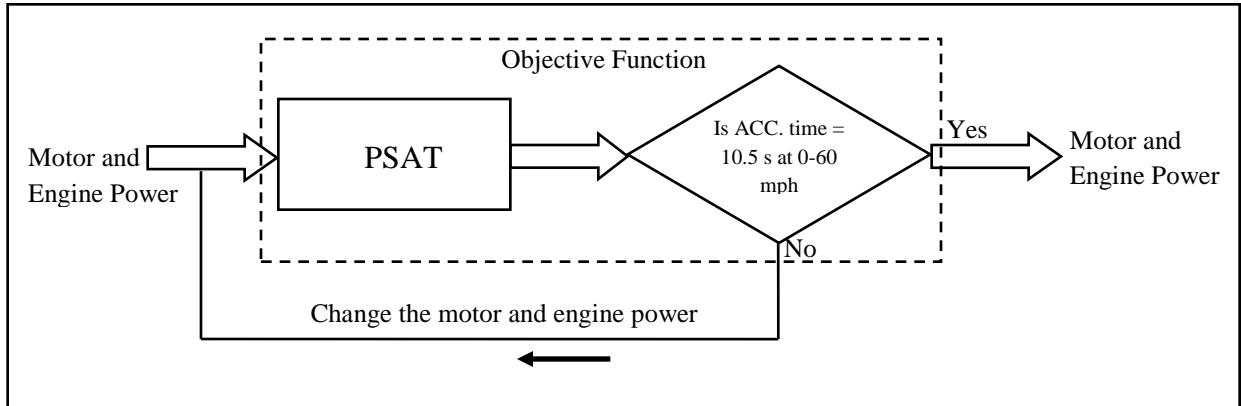 Objective Function
Motor and
Engine Power
PSAT
Is ACC. time =
10.5 s at 0-60
mph
Yes
Motor and
Engine Power
No
Change the motor and engine power